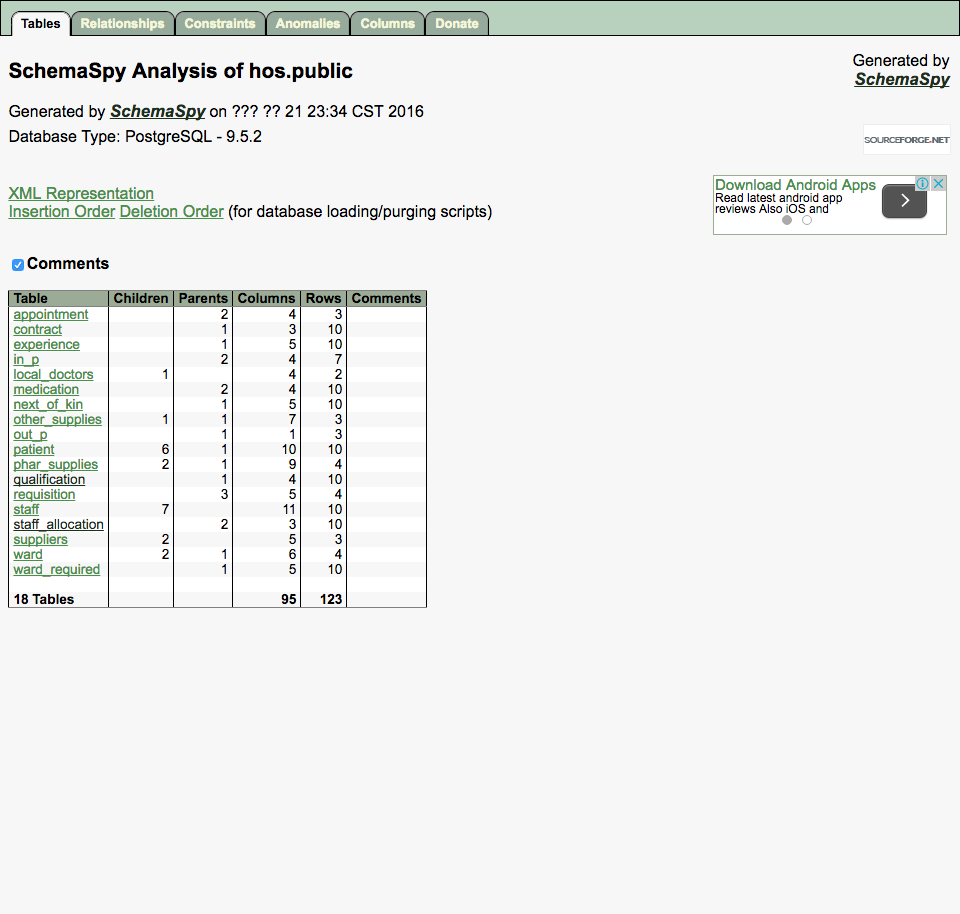 Tables Relationships Constraints Anomalies Columns Donate
SchemaSpy Analysis of hos.public
Generated by
SchemaSpy
Generated by SchemaSpy on ??? ?? 21 23:34 CST 2016
Database Type: PostgreSQL - 9.5.2
SOURCEFORGE.NET
XML Representation
Insertion Order Deletion Order (for database loading/purging scripts)
Download Android Apps
Read latest android app
reviews Also iOS and
Comments
Table Children Parents Columns Rows Comments
appointment 2 4 3
contract 1 3 10
experience 1 5 10
in_p 2 4 7
local_doctors 1 4 2
medication 2 4 10
next_of_kin 1 5 10
other_supplies 1 1 7 3
out_p 1 1 3
patient 6 1 10 10
phar_supplies 2 1 9 4
qualification 1 4 10
requisition 3 5 4
staff 7 11 10
staff_allocation 2 3 10
suppliers 2 5 3
ward 2 1 6 4
ward_required 1 5 10
18 Tables 95 123